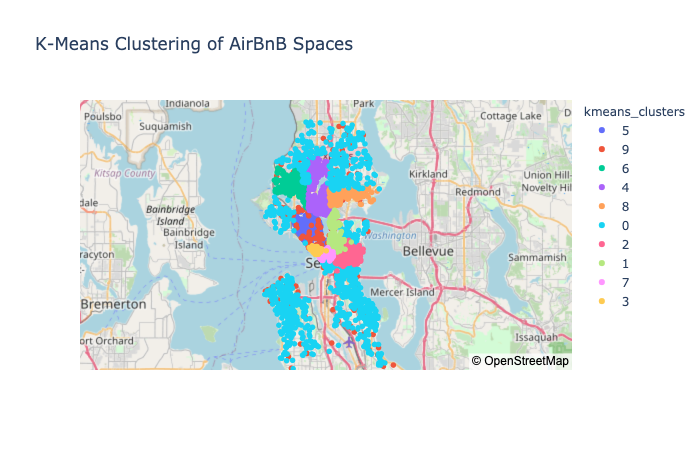 K-Means Clustering of AirBnB Spaces
kmeans_clusters
5
9
6
4
8
0
2
1
7
3
Indianola
Park
Cottage Lake
Poulsbo
Suquamish
Kitsap County
Kirkland
Union Hill-
Novelty Hil
Redmond
dale
Bainbridge
Island
Bainbridge
Island
Washington
Bellevue
Sammamish
racyton
Se
Mercer Island
Bremerton
Issaquah
ort Orchard
© OpenStreetMap